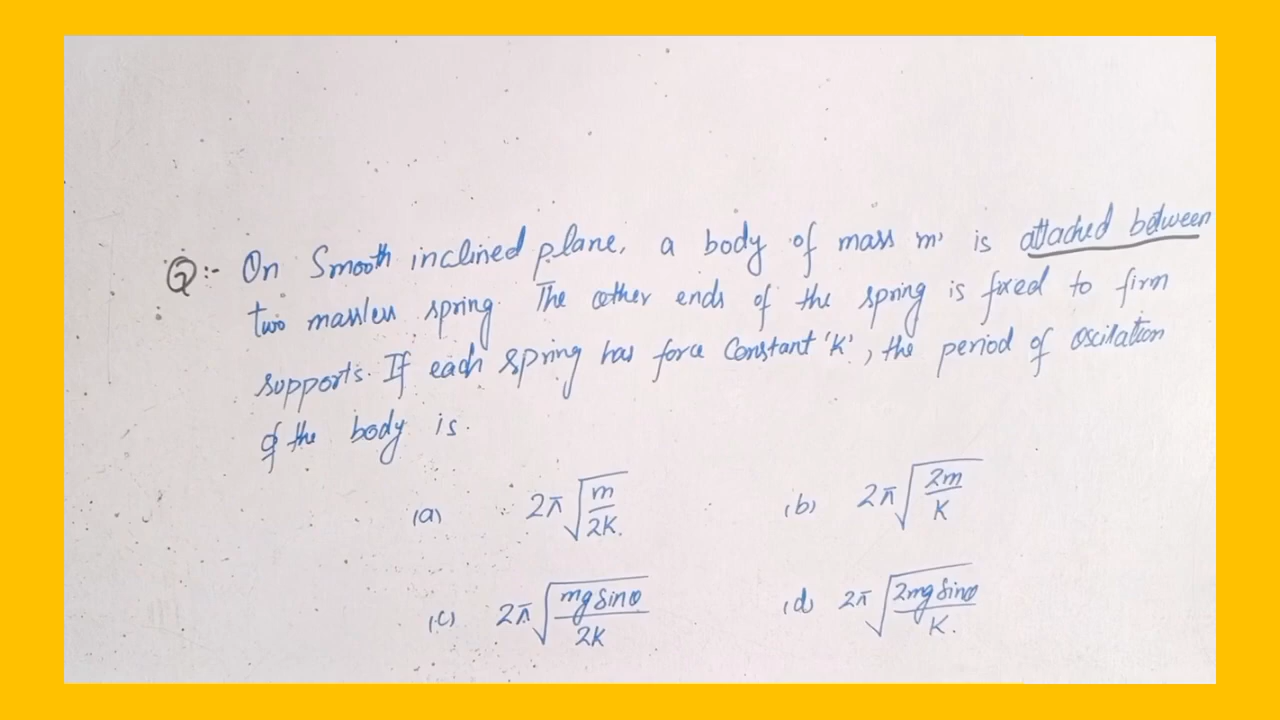 Q:- On Smooth inclined plane, a body of mass 'm' is attached between
two massless spring. The other ends of the spring is fixed to firm
supports. If each spring has force Constant 'K', the period of oscilation
of the body is.
(a) 2π√(m/2K.) (b) 2π√(2m/K)
(c) 2π√(mg Sinθ/2K) (d) 2π√(2mg Sinθ/K.)